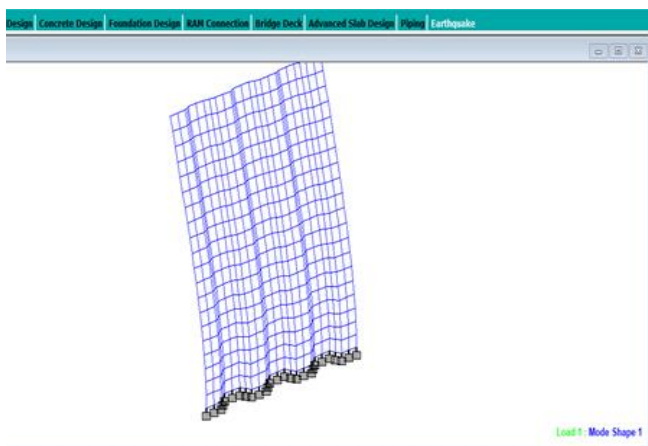 Design Concrete Design Foundation Design RAM Connection Bridge Deck Advanced Slab Design Piping Earthquake
Load 1 : Mode Shape 1